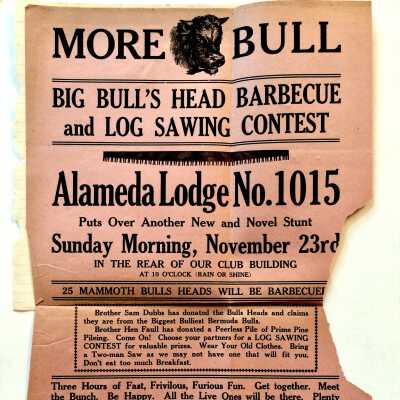 MORE BULL
BIG BULL'S HEAD BARBECUE
and LOG SAWING CONTEST
Alameda Lodge No. 1015
Puts Over Another New and Novel Stunt
Sunday Morning, November 23rd
IN THE REAR OF OUR CLUB BUILDING
AT 10 O'CLOCK (RAIN OR SHINE)
25 MAMMOTH BULLS HEADS WILL BE BARBECUED
Brother Sam Dubbs has donated the Bulls Heads and claims
they are from the Biggest Bulliest Bermuda Bulls.
Brother Hen Faull has donated a Peerless Pile of Prime Pine
Pileing. Come On! Choose your partners for a LOG SAWING
CONTEST for valuable prizes. Wear Your Old Clothes. Bring
a Two-man Saw as we may not have one that will fit you.
Don't eat too much Breakfast.
Three Hours of Fast, Frivilous, Furious Fun. Get together. Meet
the Bunch. Be Happy. All the Live Ones will be there. Plenty